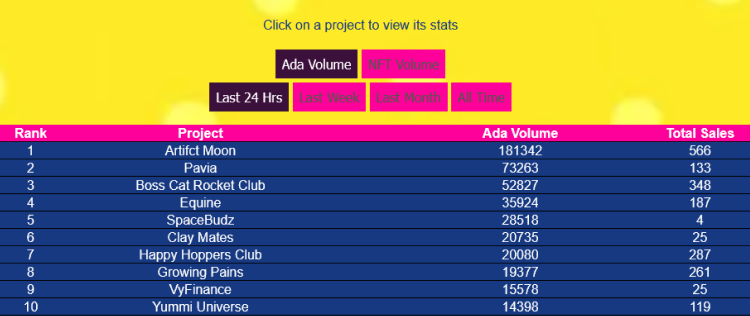 Click on a project to view its stats
Ada Volume NFT Volume
Last 24 Hrs Last Week Last Month All Time
Rank Project Ada Volume Total Sales
1 Artifct Moon 181342 566
2 Pavia 73263 133
3 Boss Cat Rocket Club 52827 348
4 Equine 35924 187
5 SpaceBudz 28518 4
6 Clay Mates 20735 25
7 Happy Hoppers Club 20080 287
8 Growing Pains 19377 261
9 VyFinance 15578 25
10 Yummi Universe 14398 119